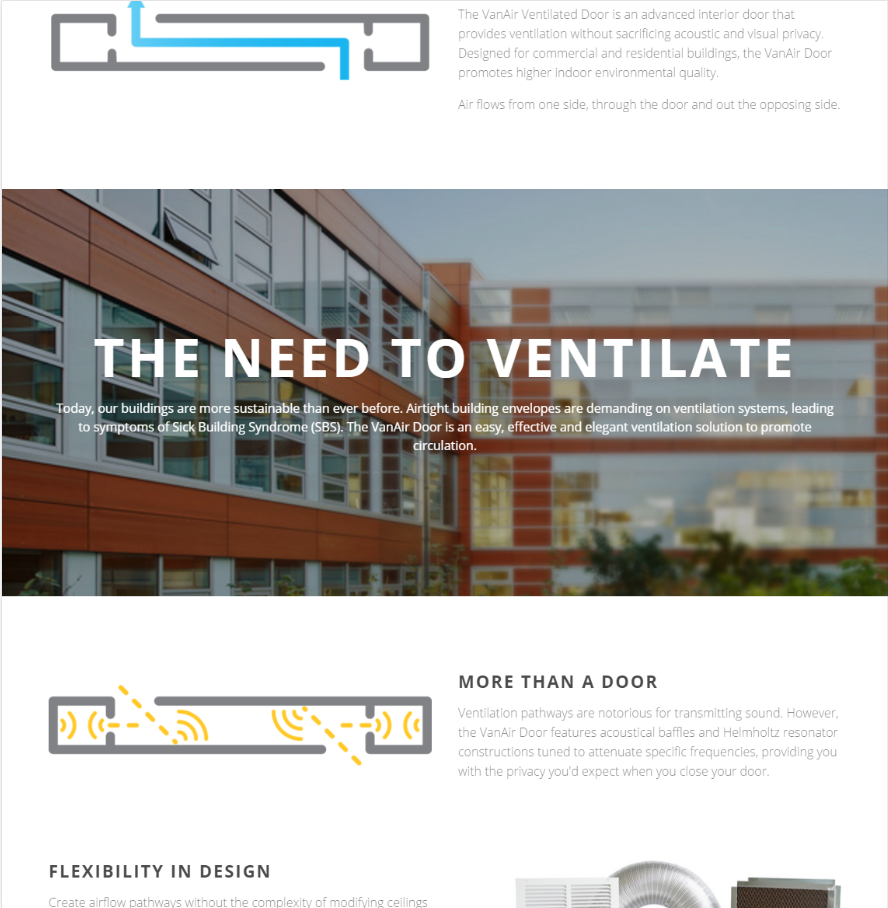 The VanAir Ventilated Door is an advanced interior door that
provides ventilation without sacrificing acoustic and visual privacy.
Designed for commercial and residential buildings, the VanAir Door
promotes higher indoor environmental quality.
Air flows from one side, through the door and out the opposing side.
THE NEED TO VENTILATE
Today, our buildings are more sustainable than ever before. Airtight building envelopes are demanding on ventilation systems, leading
to symptoms of Sick Building Syndrome (SBS). The VanAir Door is an easy, effective and elegant ventilation solution to promote
circulation.
MORE THAN A DOOR
Ventilation pathways are notorious for transmitting sound. However,
the VanAir Door features acoustical baffles and Helmholtz resonator
constructions tuned to attenuate specific frequencies, providing you
with the privacy you'd expect when you close your door.
FLEXIBILITY IN DESIGN
Create airflow pathways without the complexity of modifying ceilings